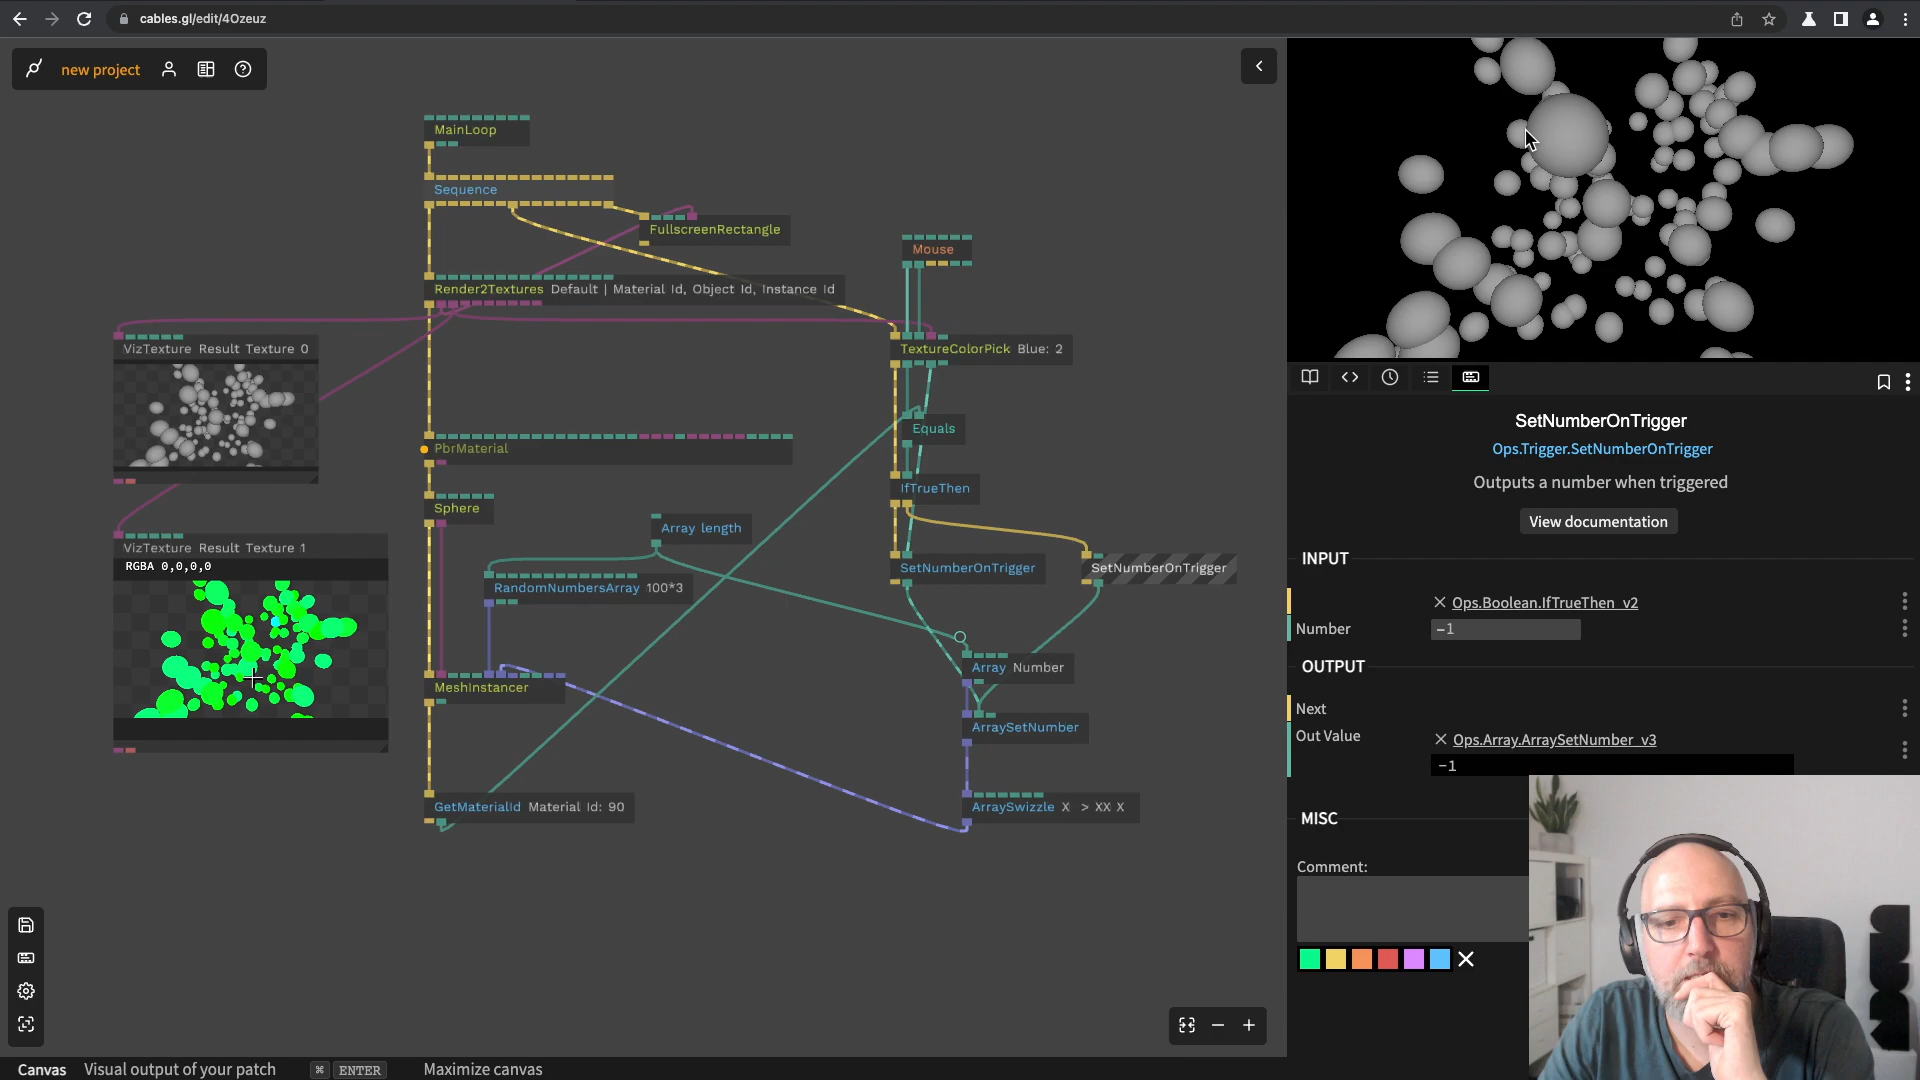 cables.gl/edit/4Ozeuz
new project
MainLoop
Sequence
FullscreenRectangle
Mouse
Render2Textures Default | Material Id, Object Id, Instance Id
VizTexture Result Texture 0
TextureColorPick Blue: 2
Equals
PbrMaterial
IfTrueThen
Sphere
Array length
VizTexture Result Texture 1
RGBA 0,0,0,0
SetNumberOnTrigger
SetNumberOnTrigger
RandomNumbersArray 100*3
Array Number
MeshInstancer
ArraySetNumber
GetMaterialId Material Id: 90
ArraySwizzle X > XX X
SetNumberOnTrigger
Ops.Trigger.SetNumberOnTrigger
Outputs a number when triggered
View documentation
INPUT
Ops.Boolean.IfTrueThen_v2
Number
-1
OUTPUT
Next
Out Value
Ops.Array.ArraySetNumber_v3
-1
MISC
Comment:
Canvas Visual output of your patch ⌘ ENTER Maximize canvas